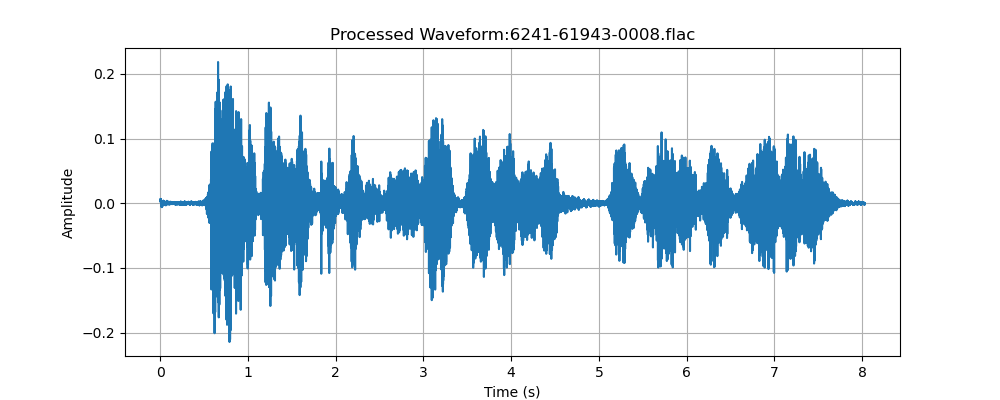 Processed Waveform:6241-61943-0008.flac
0.2
0.1
0.0
−0.1
−0.2
Amplitude
0 1 2 3 4 5 6 7 8
Time (s)